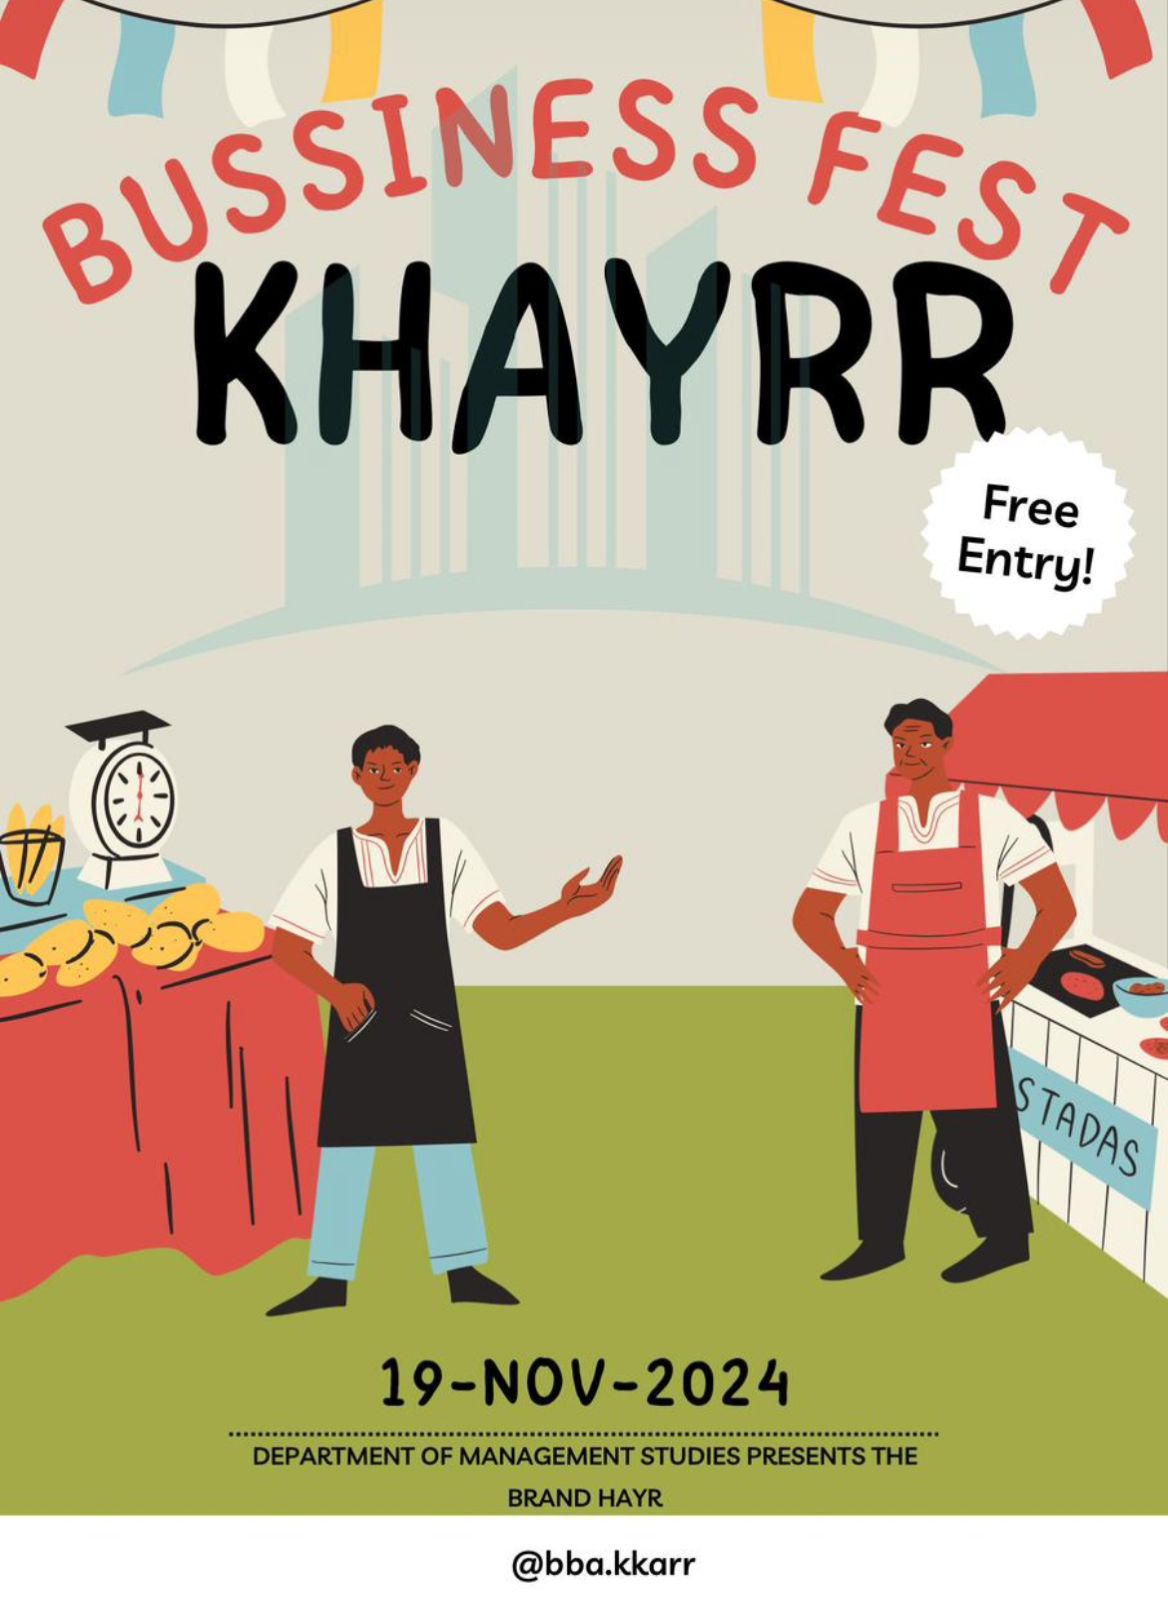 BUSSINESS FEST
KHAYRR
Free
Entry!
STADAS
19-NOV-2024
DEPARTMENT OF MANAGEMENT STUDIES PRESENTS THE
BRAND HAYR
@bba.kkarr